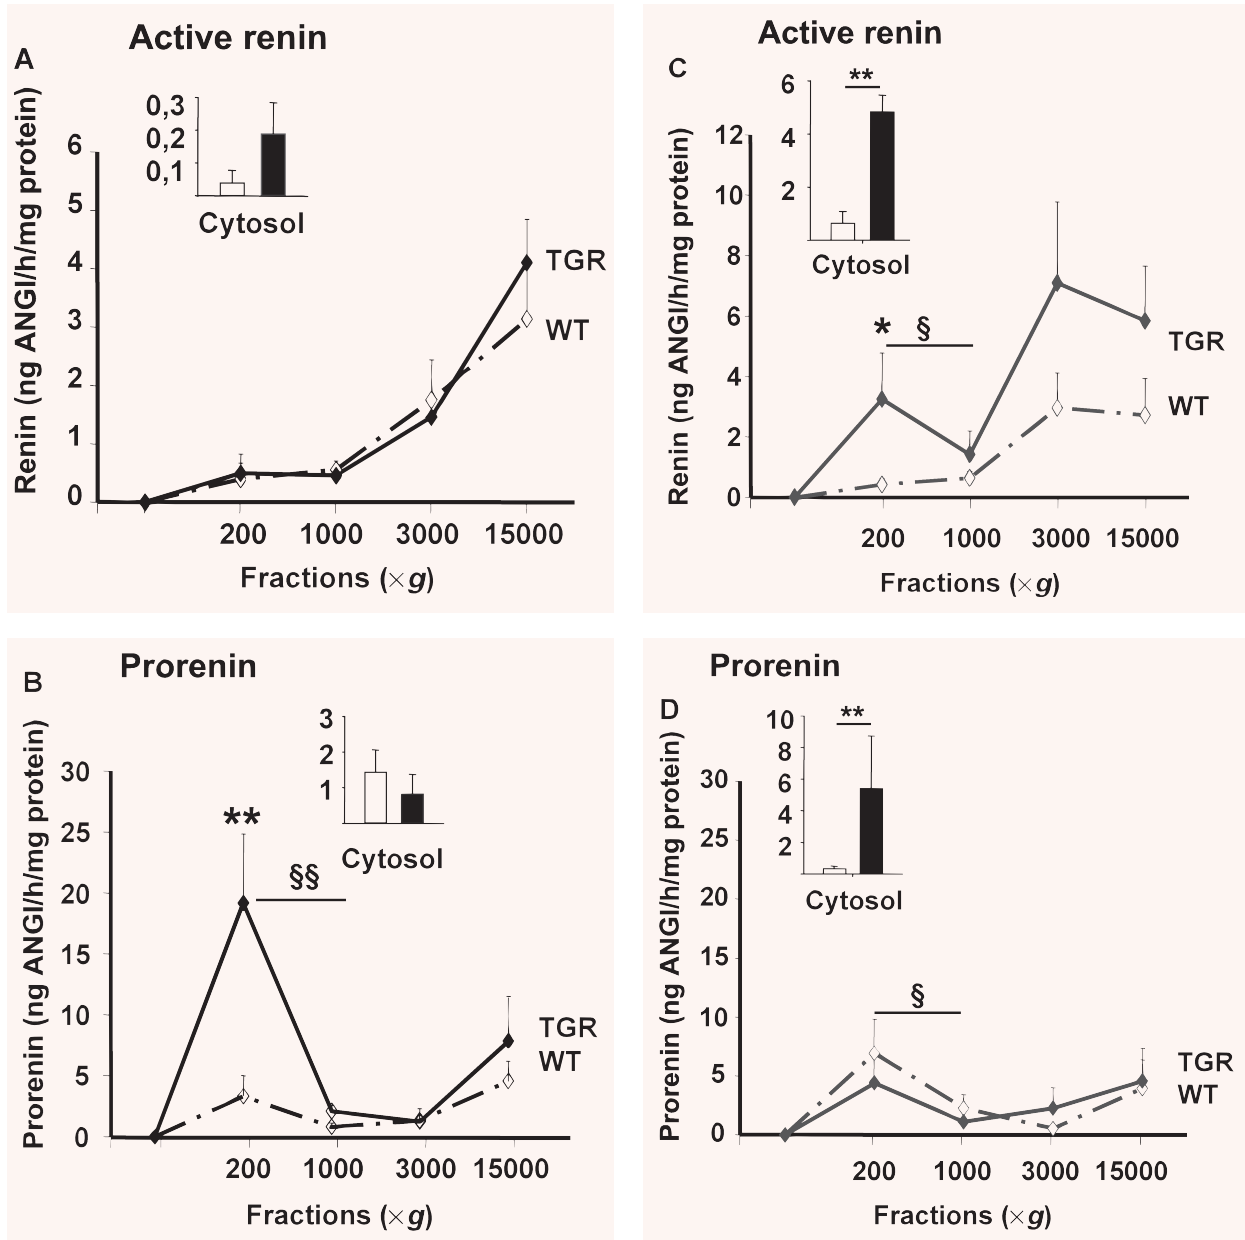 Active renin
A
Renin (ng ANGI/h/mg protein)
6
5
4
3
2
1
0
0,3
0,2
0,1
Cytosol
TGR
WT
200 1000 3000 15000
Fractions (×g)
Active renin
C
Renin (ng ANGI/h/mg protein)
12
10
8
6
4
2
0
6
4
2
**
Cytosol
* §
TGR
WT
200 1000 3000 15000
Fractions (×g)
Prorenin
B
Prorenin (ng ANGI/h/mg protein)
30
25
20
15
10
5
0
3
2
1
Cytosol
**
§§
TGR
WT
200 1000 3000 15000
Fractions (×g)
Prorenin
D
Prorenin (ng ANGI/h/mg protein)
30
25
20
15
10
5
0
10
8
6
4
2
**
Cytosol
§
TGR
WT
200 1000 3000 15000
Fractions (×g)